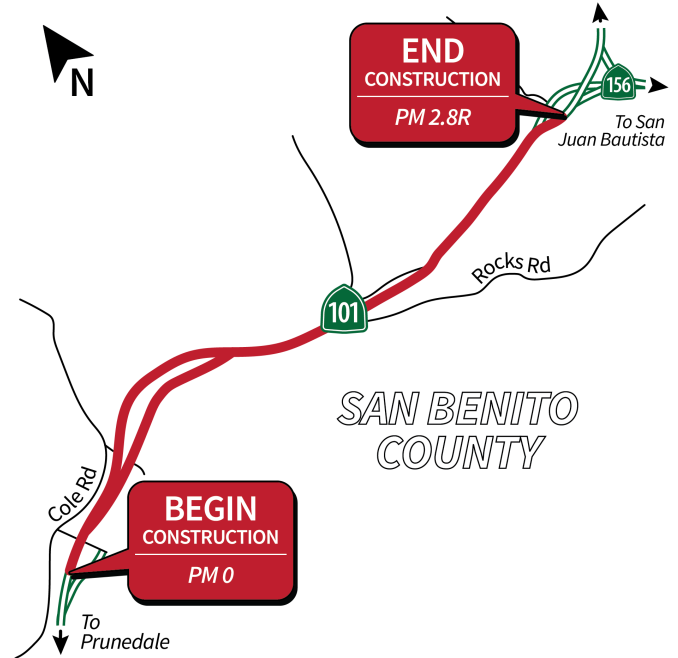 N
END
CONSTRUCTION
PM 2.8R
156
To San
Juan Bautista
Rocks Rd
101
SAN BENITO
COUNTY
Cole Rd
BEGIN
CONSTRUCTION
PM 0
To
Prunedale